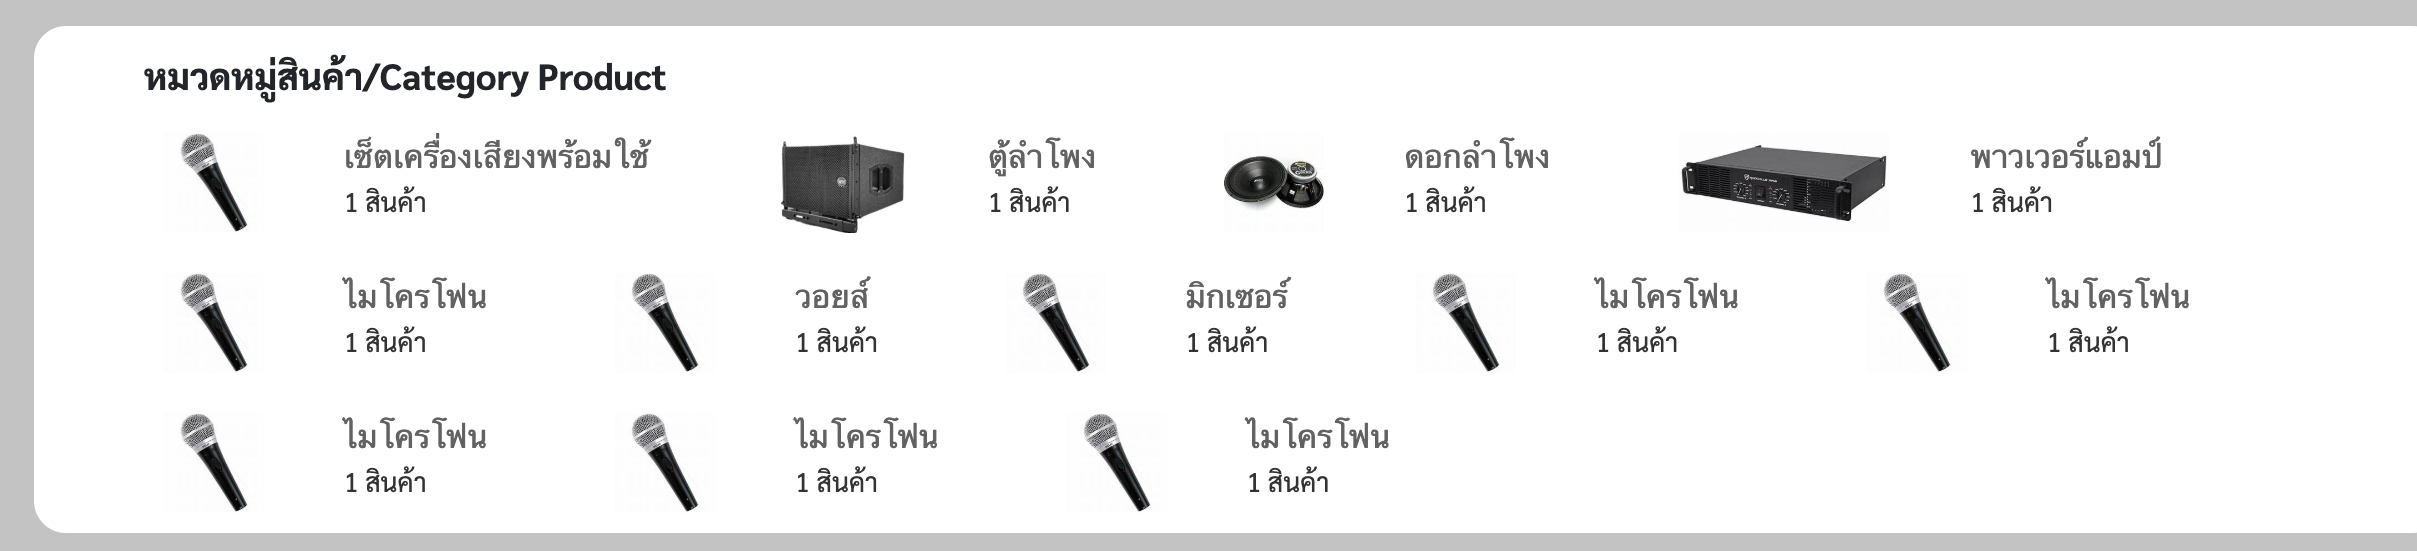 หมวดหมู่สินค้า/Category Product
เซ็ตเครื่องเสียงพร้อมใช้
1 สินค้า
ตู้ลำโพง
1 สินค้า
ดอกลำโพง
1 สินค้า
พาวเวอร์แอมป์
1 สินค้า
ไมโครโฟน
1 สินค้า
วอยส์
1 สินค้า
มิกเซอร์
1 สินค้า
ไมโครโฟน
1 สินค้า
ไมโครโฟน
1 สินค้า
ไมโครโฟน
1 สินค้า
ไมโครโฟน
1 สินค้า
ไมโครโฟน
1 สินค้า